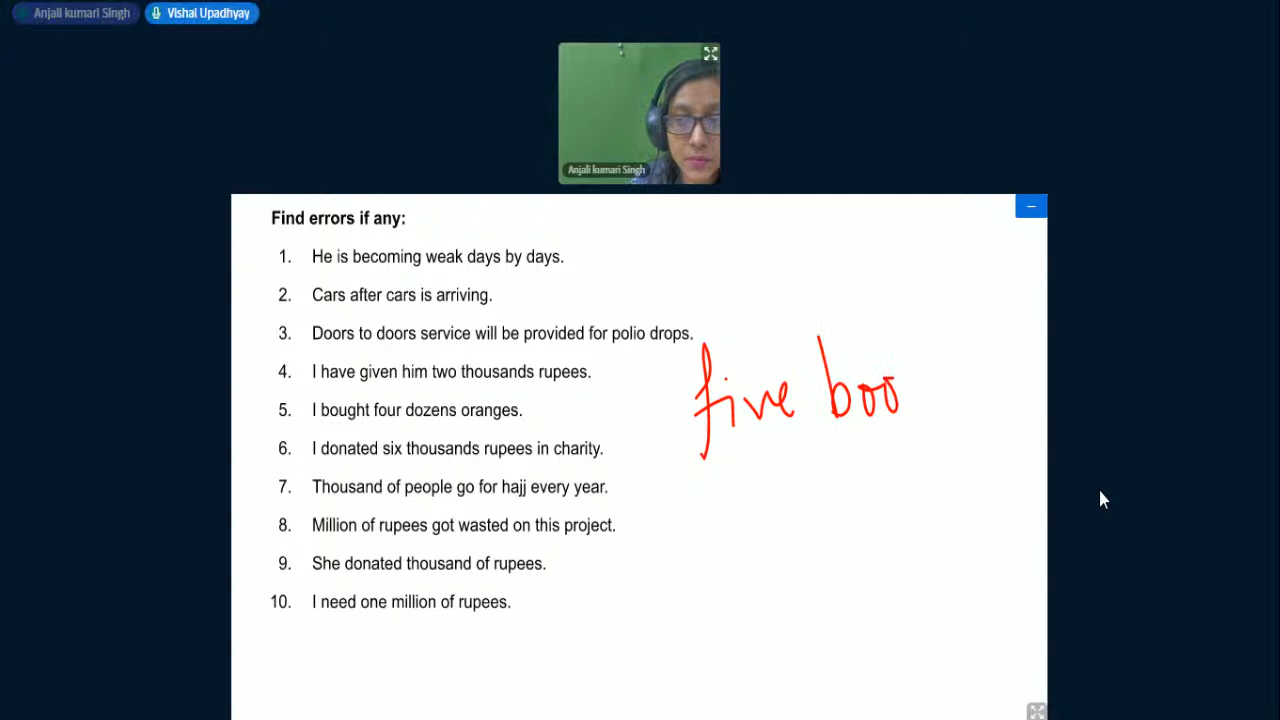 Anjali kumari Singh
Vishal Upadhyay
Anjali kumari Singh
Find errors if any:
1. He is becoming weak days by days.
2. Cars after cars is arriving.
3. Doors to doors service will be provided for polio drops.
4. I have given him two thousands rupees.
five boo
5. I bought four dozens oranges.
6. I donated six thousands rupees in charity.
7. Thousand of people go for hajj every year.
8. Million of rupees got wasted on this project.
9. She donated thousand of rupees.
10. I need one million of rupees.